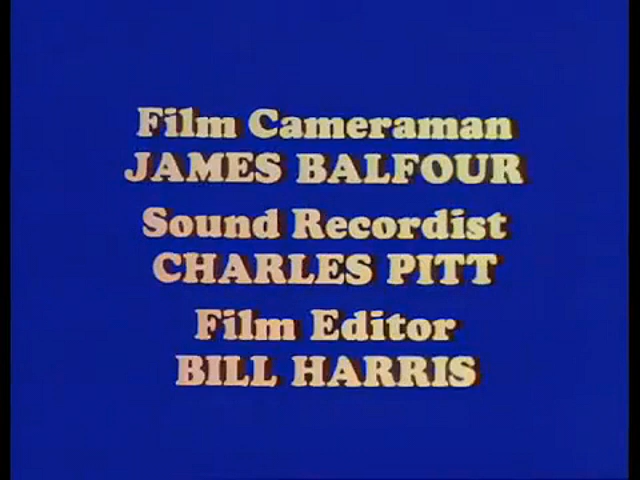 Film Cameraman
JAMES BALFOUR
Sound Recordist
CHARLES PITT
Film Editor
BILL HARRIS